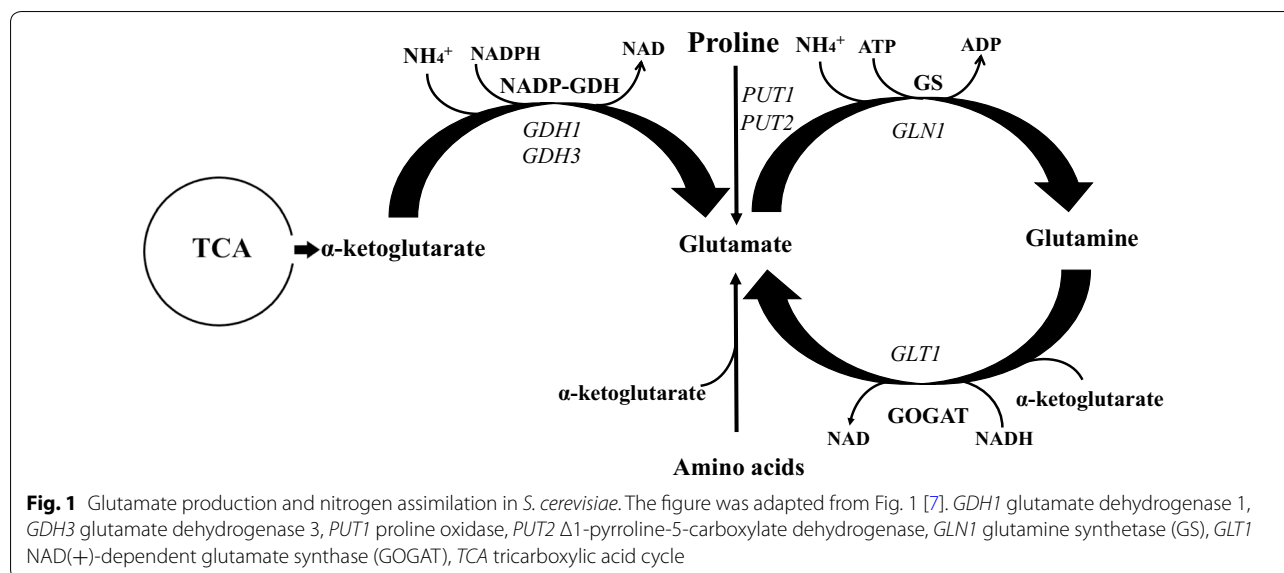 NH₄⁺
NADPH
NAD
NADP-GDH
GDH1
GDH3
Proline
PUT1
PUT2
NH₄⁺
ATP
ADP
GS
GLN1
TCA
α-ketoglutarate
Glutamate
Glutamine
GLT1
α-ketoglutarate
α-ketoglutarate
GOGAT
NAD
NADH
Amino acids
Fig. 1 Glutamate production and nitrogen assimilation in S. cerevisiae. The figure was adapted from Fig. 1 [7]. GDH1 glutamate dehydrogenase 1,
GDH3 glutamate dehydrogenase 3, PUT1 proline oxidase, PUT2 Δ1-pyrroline-5-carboxylate dehydrogenase, GLN1 glutamine synthetase (GS), GLT1
NAD(+)-dependent glutamate synthase (GOGAT), TCA tricarboxylic acid cycle